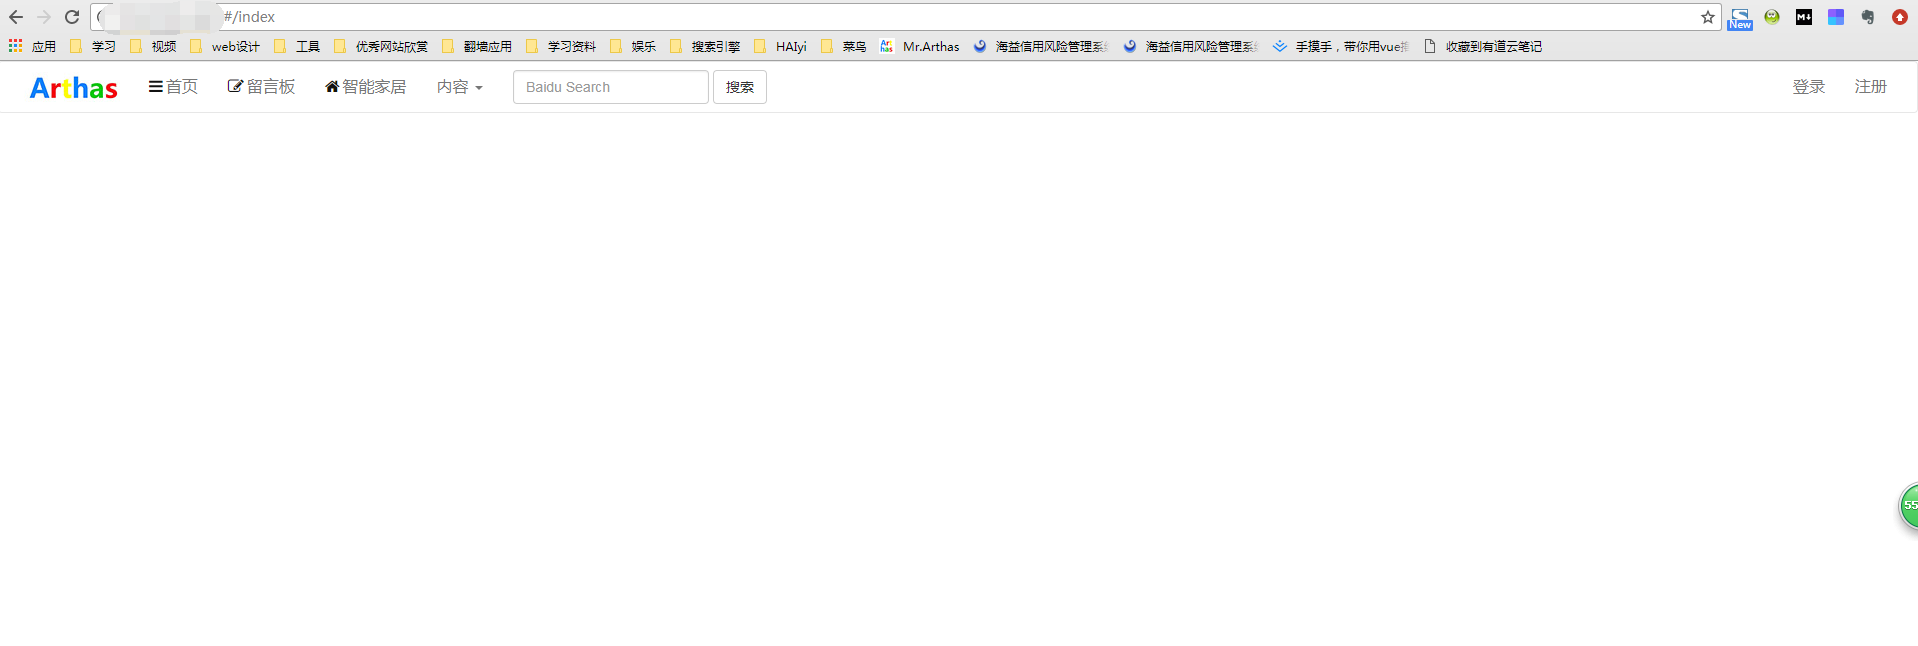 #/index
New
应用 学习 视频 web设计 工具 优秀网站欣赏 翻墙应用 学习资料 娱乐 搜索引擎 HAIyi 菜鸟 Mr.Arthas 海益信用风险管理系 海益信用风险管理系 手摸手，带你用vue 收藏到有道云笔记
Arthas 首页 留言板 智能家居 内容 Baidu Search 搜索 登录 注册
55